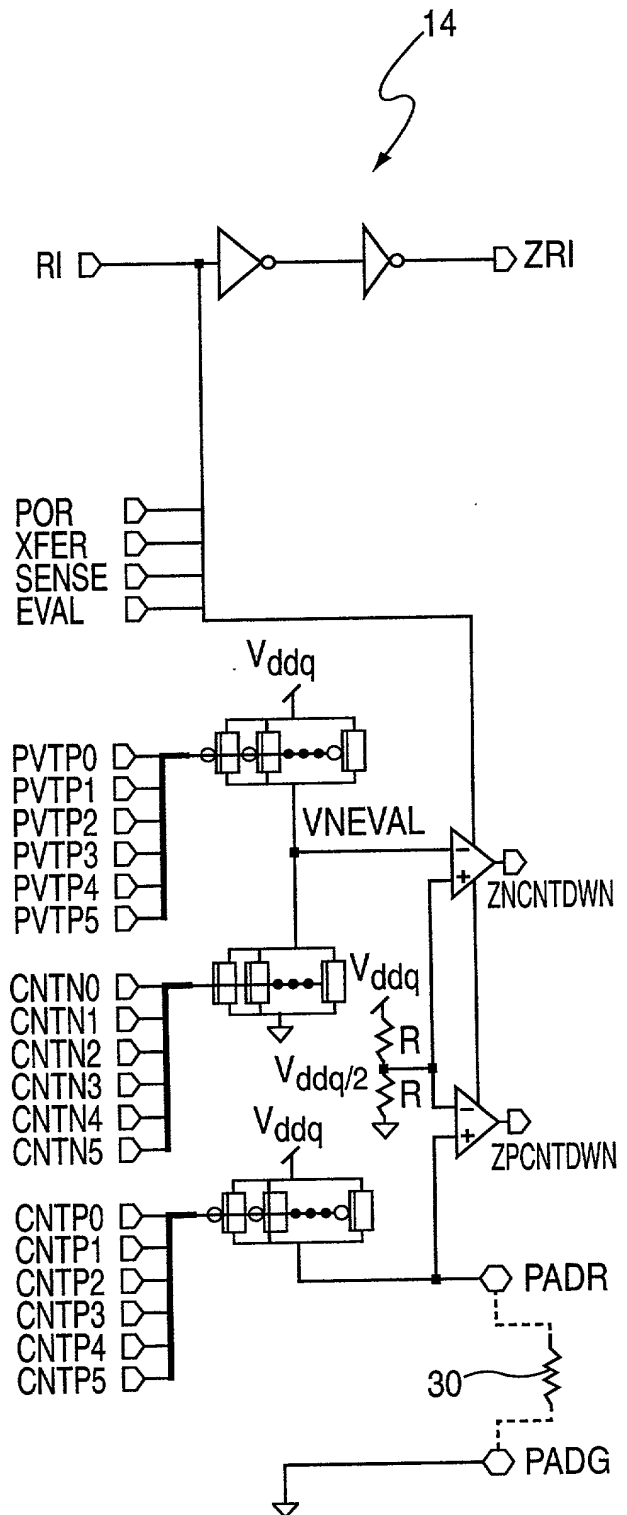 14
RI
ZRI
POR
XFER
SENSE
EVAL
Vddq
PVTP0
PVTP1
PVTP2
PVTP3
PVTP4
PVTP5
VNEVAL
ZNCNTDWN
CNTN0
CNTN1
CNTN2
CNTN3
CNTN4
CNTN5
Vddq
R
Vddq/2
R
Vddq
ZPCNTDWN
CNTP0
CNTP1
CNTP2
CNTP3
CNTP4
CNTP5
PADR
30
PADG